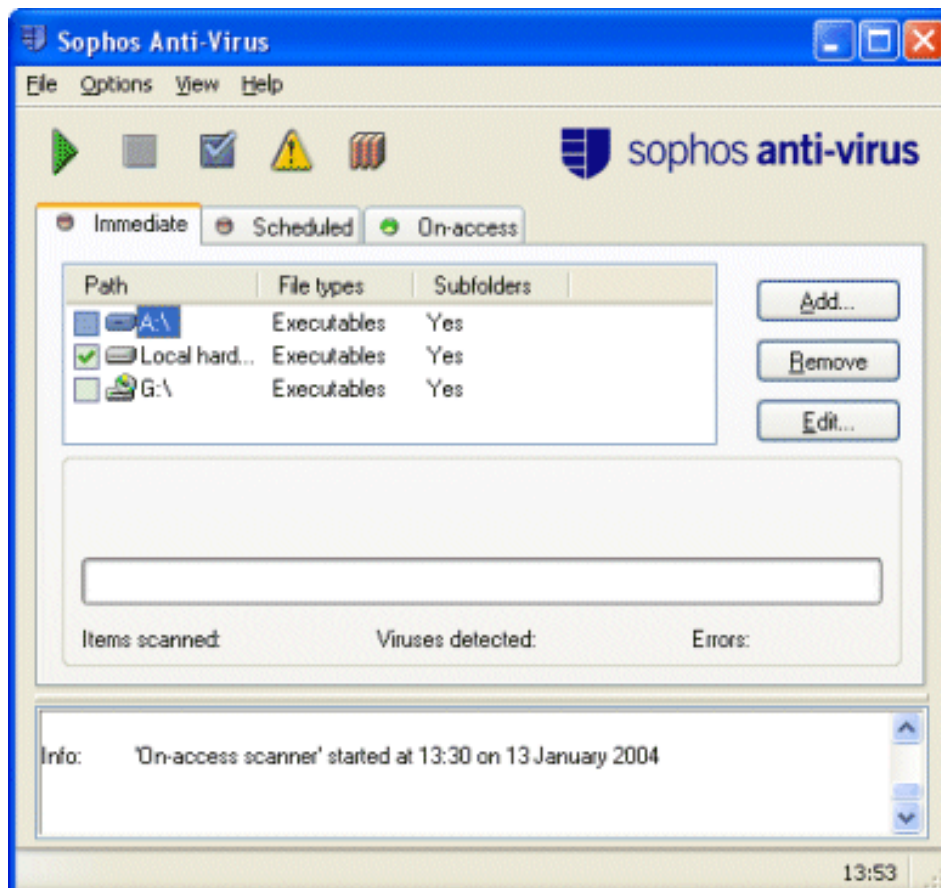 Sophos Anti-Virus
File Options View Help
sophos anti-virus
Immediate Scheduled On-access
Path File types Subfolders
A:\ Executables Yes
Local hard... Executables Yes
G:\ Executables Yes
Add...
Remove
Edit...
Items scanned: Viruses detected: Errors:
Info: 'On-access scanner' started at 13:30 on 13 January 2004
13:53